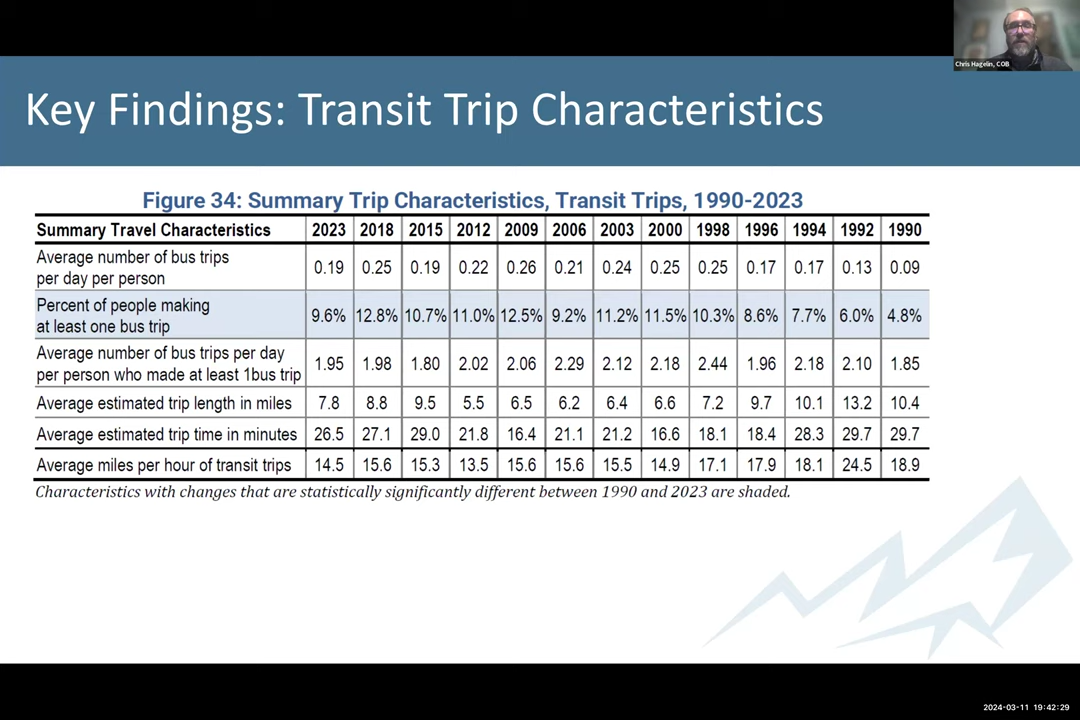 Chris Hagelin, COB
Key Findings: Transit Trip Characteristics
Figure 34: Summary Trip Characteristics, Transit Trips, 1990-2023
Summary Travel Characteristics 2023 2018 2015 2012 2009 2006 2003 2000 1998 1996 1994 1992 1990
Average number of bus trips
per day per person 0.19 0.25 0.19 0.22 0.26 0.21 0.24 0.25 0.25 0.17 0.17 0.13 0.09
Percent of people making
at least one bus trip 9.6% 12.8% 10.7% 11.0% 12.5% 9.2% 11.2% 11.5% 10.3% 8.6% 7.7% 6.0% 4.8%
Average number of bus trips per day
per person who made at least 1bus trip 1.95 1.98 1.80 2.02 2.06 2.29 2.12 2.18 2.44 1.96 2.18 2.10 1.85
Average estimated trip length in miles 7.8 8.8 9.5 5.5 6.5 6.2 6.4 6.6 7.2 9.7 10.1 13.2 10.4
Average estimated trip time in minutes 26.5 27.1 29.0 21.8 16.4 21.1 21.2 16.6 18.1 18.4 28.3 29.7 29.7
Average miles per hour of transit trips 14.5 15.6 15.3 13.5 15.6 15.6 15.5 14.9 17.1 17.9 18.1 24.5 18.9
Characteristics with changes that are statistically significantly different between 1990 and 2023 are shaded.
2024-03-11 19:42:29